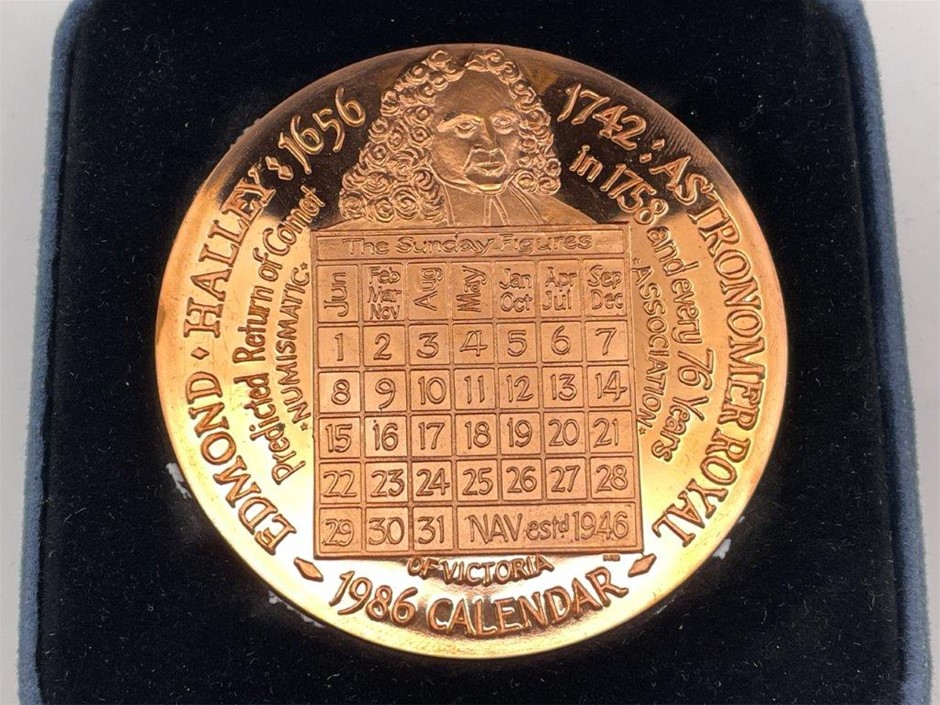 EDMOND · HALLEY : 1656
1742 : ASTRONOMER ROYAL
Predicted Return of Comet
in 1758 and every 76 Years
*NUMISMATIC*
*ASSOCIATION*
The Sunday Figures
Jun Feb Mar Nov Aug May Jan Oct Apr Jul Sep Dec
1 2 3 4 5 6 7
8 9 10 11 12 13 14
15 16 17 18 19 20 21
22 23 24 25 26 27 28
29 30 31 NAV estd 1946
OF VICTORIA
1986 CALENDAR